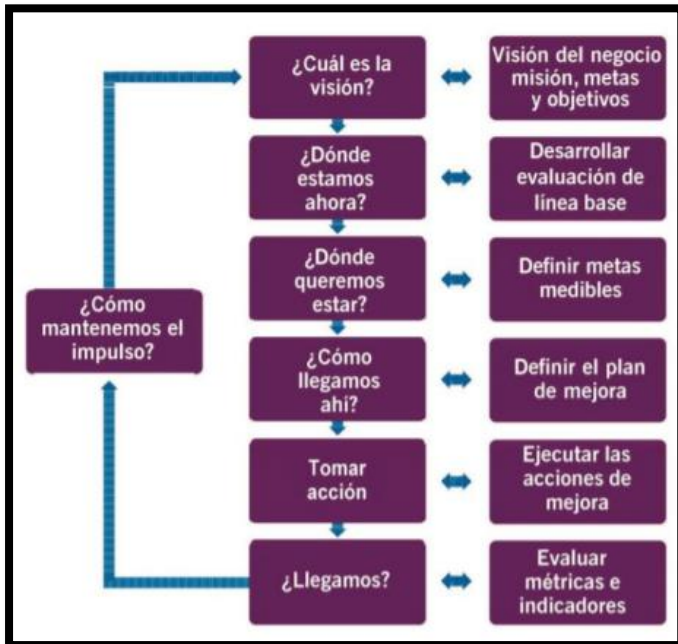 ¿Cuál es la
visión?
Visión del negocio
misión, metas
y objetivos
¿Dónde
estamos
ahora?
Desarrollar
evaluación de
línea base
¿Dónde
queremos
estar?
Definir metas
medibles
¿Cómo
mantenemos el
impulso?
¿Cómo
llegamos
ahí?
Definir el plan
de mejora
Tomar
acción
Ejecutar las
acciones de
mejora
¿Llegamos?
Evaluar
métricas e
indicadores